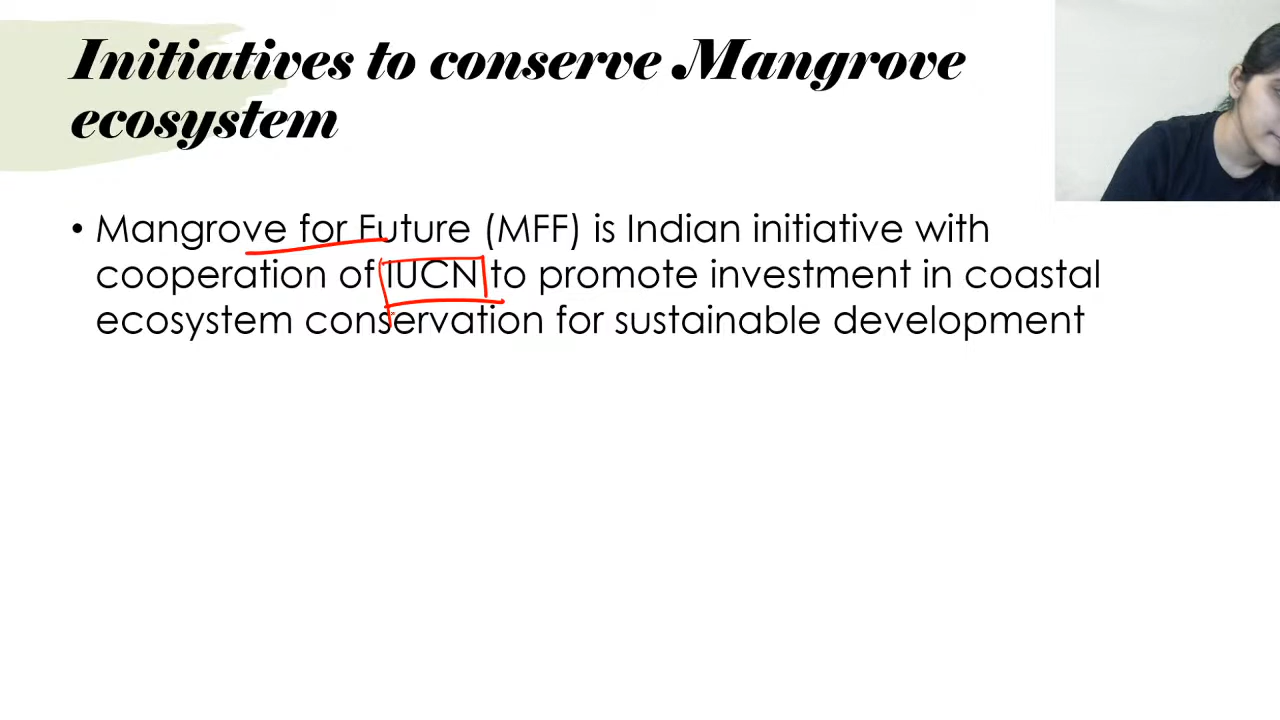 Initiatives to conserve Mangrove
ecosystem
• Mangrove for Future (MFF) is Indian initiative with
cooperation of IUCN to promote investment in coastal
ecosystem conservation for sustainable development